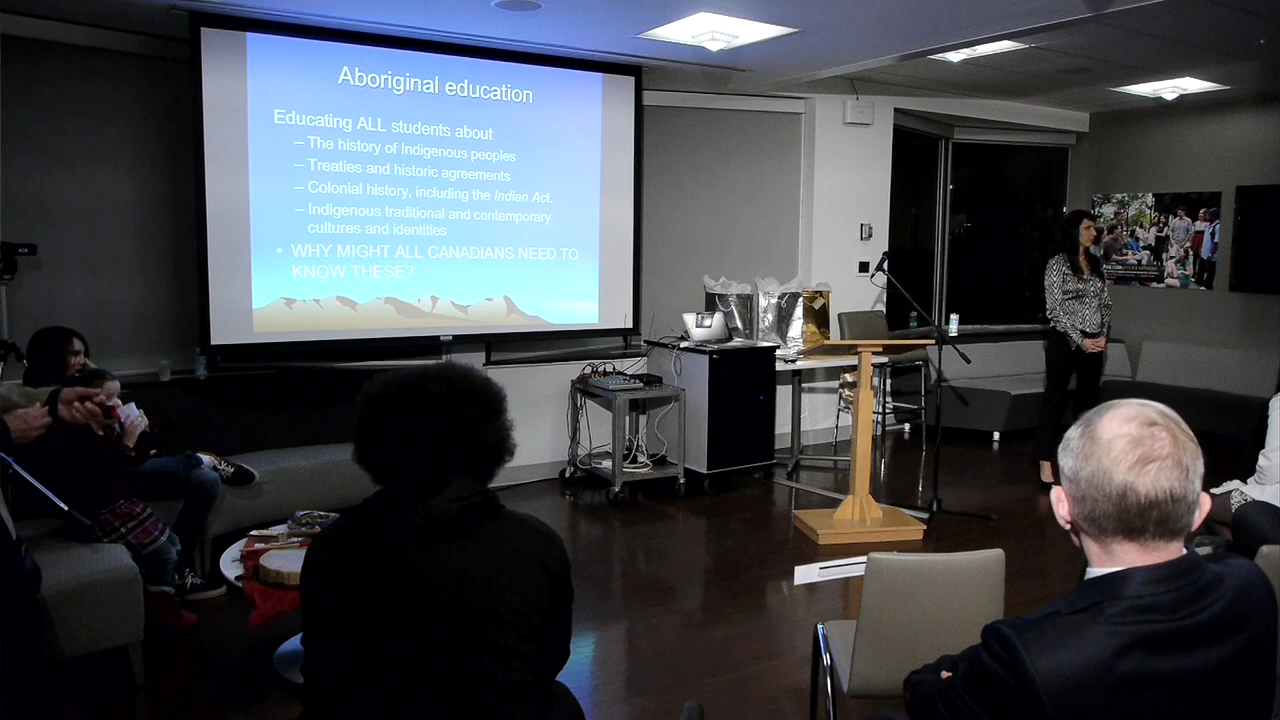 Aboriginal education
Educating ALL students about
– The history of Indigenous peoples
– Treaties and historic agreements
– Colonial history, including the Indian Act.
– Indigenous traditional and contemporary
cultures and identities
• WHY MIGHT ALL CANADIANS NEED TO
KNOW THESE?